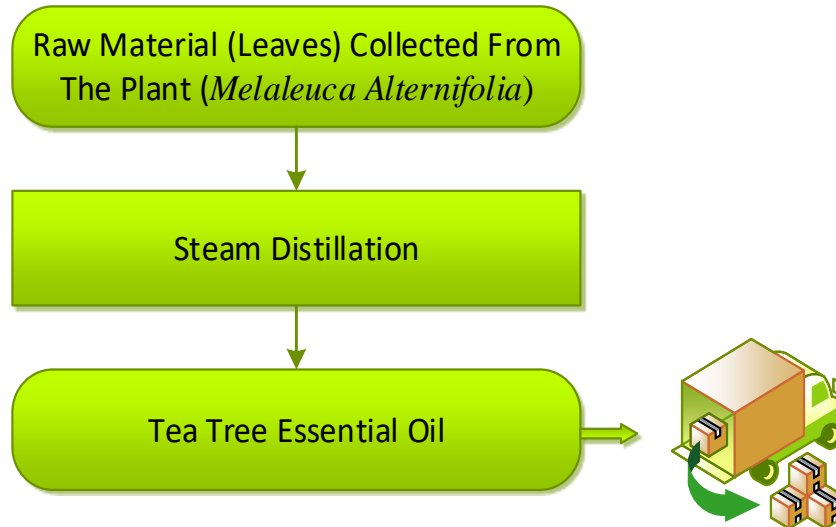 Raw Material (Leaves) Collected From
The Plant (Melaleuca Alternifolia)
Steam Distillation
Tea Tree Essential Oil